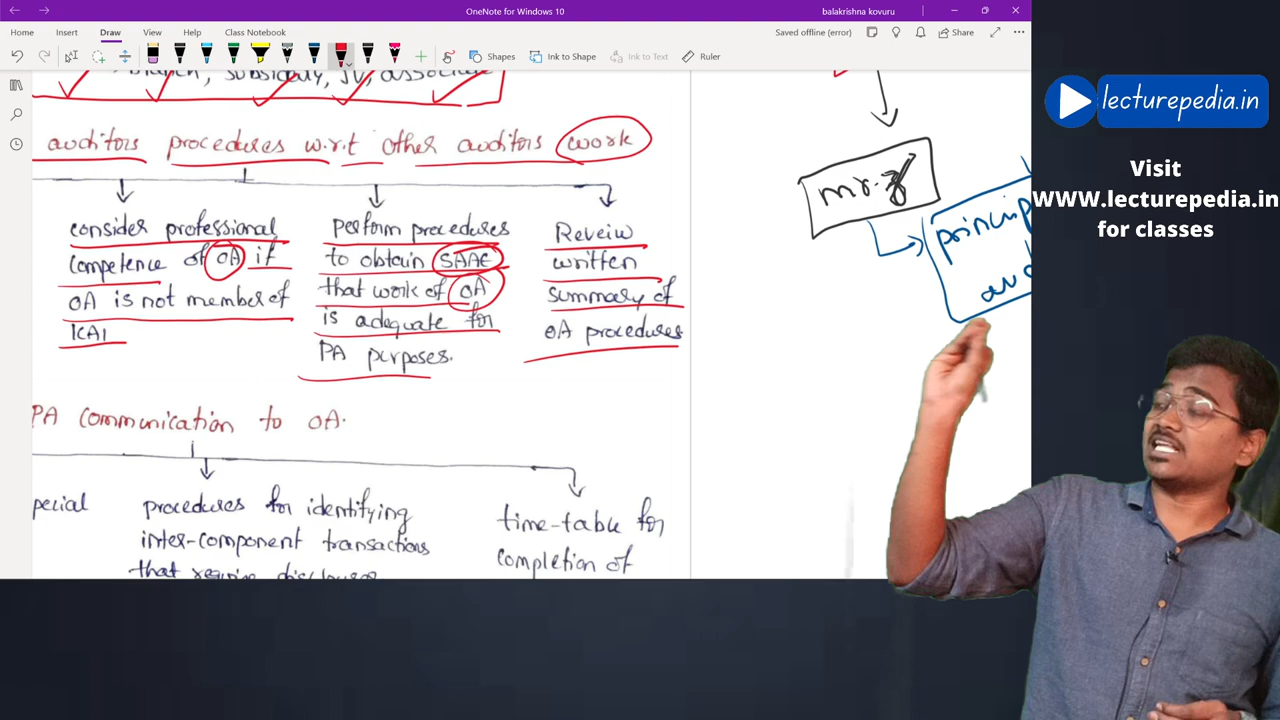 OneNote for Windows 10
balakrishna kovuru
Home Insert Draw View Help Class Notebook
Saved offline (error)
Share
Shapes
Ink to Shape
Ink to Text
Ruler
branch, subsidiary, JV, associate
auditors procedures w.r.t other auditors work
consider professional
competence of OA if
OA is not member of
ICAI
perform procedures
to obtain SAAE
that work of OA
is adequate for
PA purposes.
Reveiw
written
summary of
OA procedures
PA communication to OA.
pecial
procedures for identifying
inter-component transactions
that require
time-table for
completion of
mr.
princip
au
lecturepedia.in
Visit
WWW.lecturepedia.in
for classes